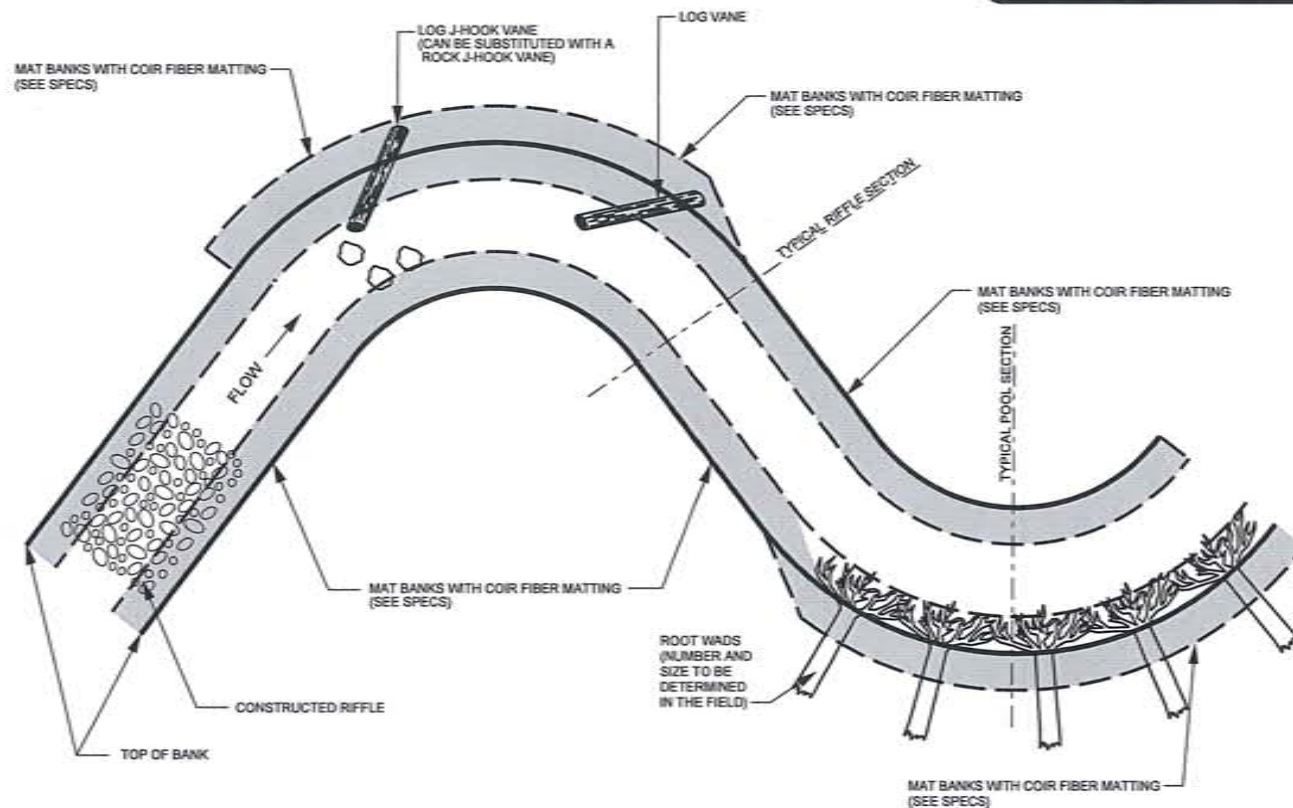 LOG J-HOOK VANE
(CAN BE SUBSTITUTED WITH A
ROCK J-HOOK VANE)
LOG VANE
MAT BANKS WITH COIR FIBER MATTING
(SEE SPECS)
MAT BANKS WITH COIR FIBER MATTING
(SEE SPECS)
TYPICAL RIFFLE SECTION
MAT BANKS WITH COIR FIBER MATTING
(SEE SPECS)
TYPICAL POOL SECTION
FLOW
MAT BANKS WITH COIR FIBER MATTING
(SEE SPECS)
ROOT WADS
(NUMBER AND
SIZE TO BE
DETERMINED
IN THE FIELD)
CONSTRUCTED RIFFLE
TOP OF BANK
MAT BANKS WITH COIR FIBER MATTING
(SEE SPECS)